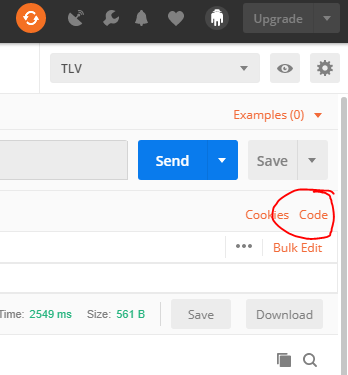 Upgrade
TLV
Examples (0)
Send Save
Cookies Code
Bulk Edit
Time: 2549 ms Size: 561 B Save Download